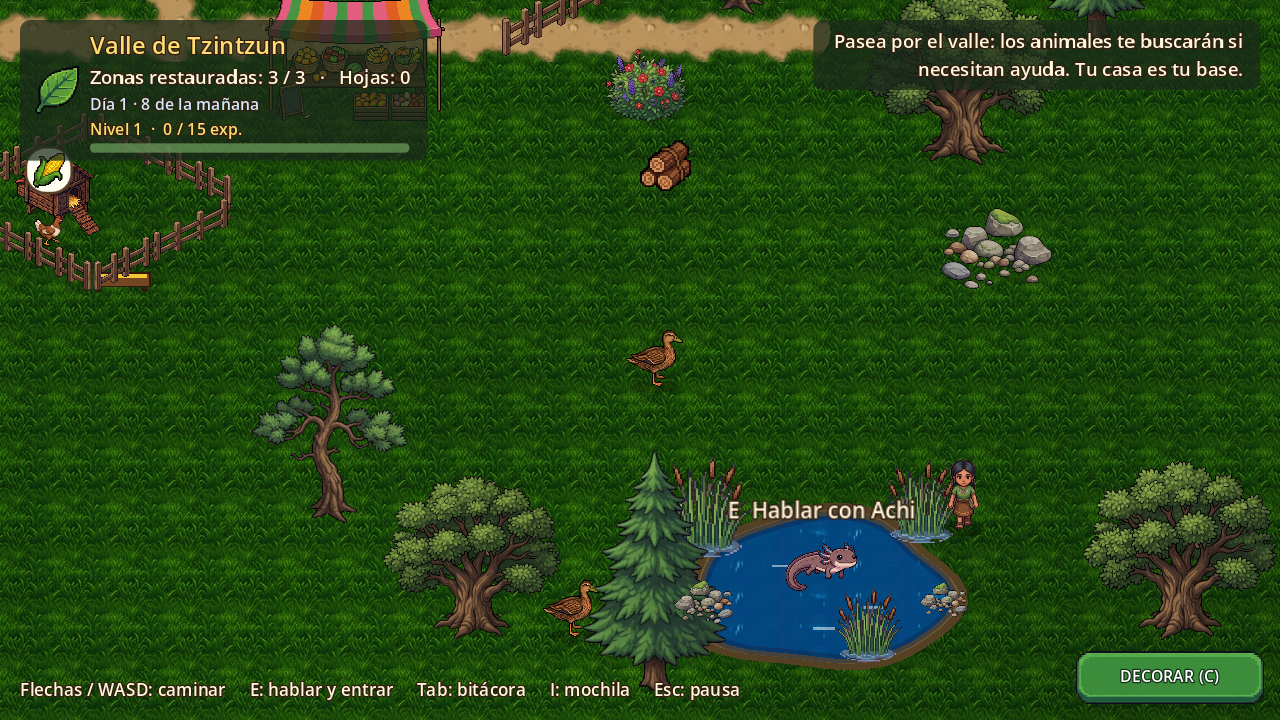 Valle de Tzintzun
Zonas restauradas: 3 / 3 · Hojas: 0
Día 1 · 8 de la mañana
Nivel 1 · 0 / 15 exp.
Pasea por el valle: los animales te buscarán si
necesitan ayuda. Tu casa es tu base.
E Hablar con Achi
Flechas / WASD: caminar E: hablar y entrar Tab: bitácora I: mochila Esc: pausa
DECORAR (C)